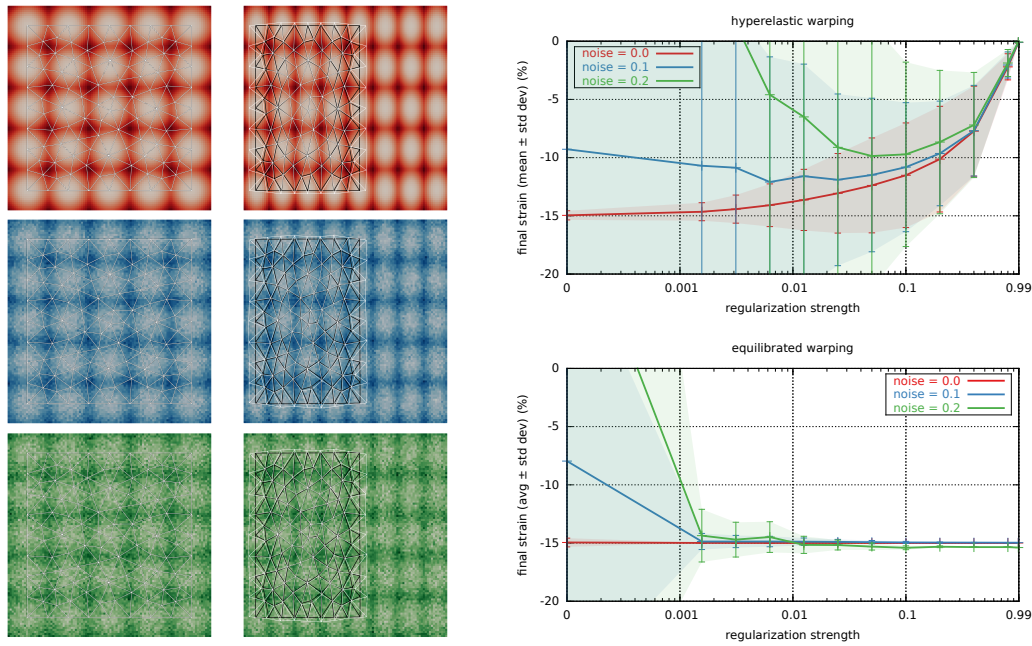 hyperelastic warping
final strain (mean ± std dev) (%)
0
-5
-10
-15
-20
noise = 0.0
noise = 0.1
noise = 0.2
0 0.001 0.01 0.1 0.99
regularization strength
equilibrated warping
final strain (avg ± std dev) (%)
0
-5
-10
-15
-20
noise = 0.0
noise = 0.1
noise = 0.2
0 0.001 0.01 0.1 0.99
regularization strength